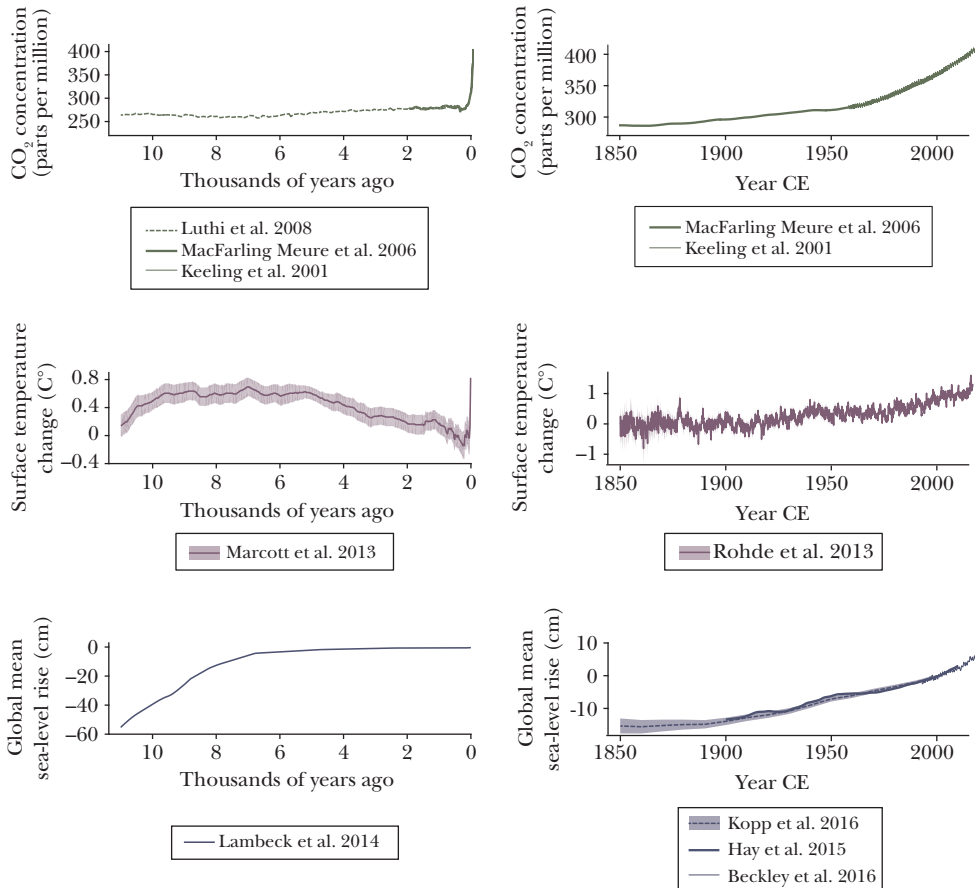 CO2 concentration
(parts per million)
400
350
300
250
10
8
6
4
2
0
Thousands of years ago
Luthi et al. 2008
MacFarling Meure et al. 2006
Keeling et al. 2001
CO2 concentration
(parts per million)
400
300
1850
1900
1950
2000
Year CE
MacFarling Meure et al. 2006
Keeling et al. 2001
Surface temperature
change (C°)
0.8
0.4
0
–0.4
10
8
6
4
2
0
Thousands of years ago
Marcott et al. 2013
Surface temperature
change (C°)
1
0
–1
1850
1900
1950
2000
Year CE
Rohde et al. 2013
Global mean
sea-level rise (cm)
0
–20
–40
–60
10
8
6
4
2
0
Thousands of years ago
Lambeck et al. 2014
Global mean
sea-level rise (cm)
10
0
-10
1850
1900
1950
2000
Year CE
Kopp et al. 2016
Hay et al. 2015
Beckley et al. 2016